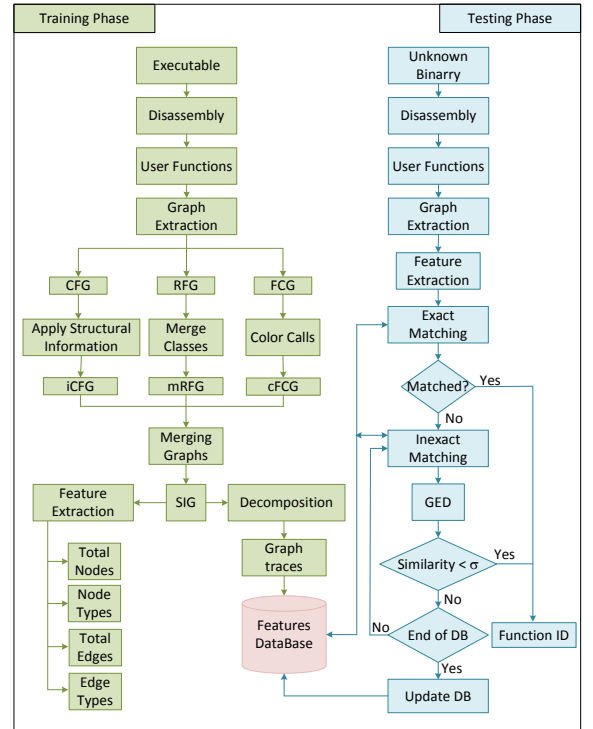 Training Phase
Testing Phase
Executable
Disassembly
User Functions
Graph
Extraction
CFG
RFG
FCG
Apply Structural
Information
Merge
Classes
Color Calls
iCFG
mRFG
cFCG
Merging
Graphs
Feature
Extraction
SIG
Decomposition
Total
Nodes
Node
Types
Total
Edges
Edge
Types
Graph
traces
Features
DataBase
Unknown
Binarry
Disassembly
User Functions
Graph
Extraction
Feature
Extraction
Exact
Matching
Matched?
Yes
No
Inexact
Matching
GED
Similarity < σ
Yes
No
End of DB
No
Function ID
Yes
Update DB